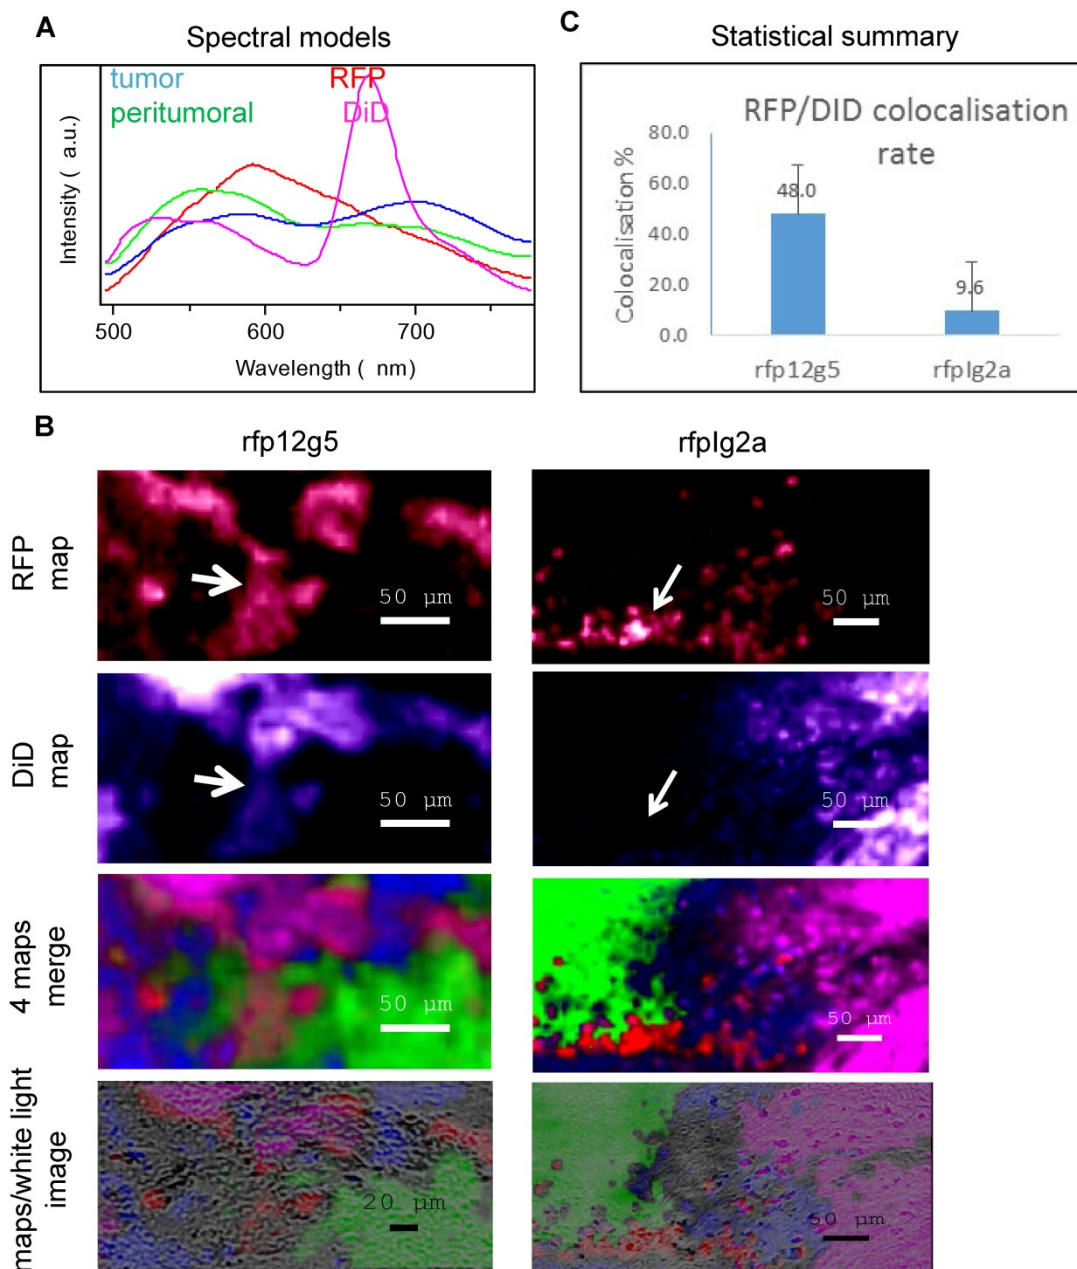 A
Spectral models
tumor
RFP
peritumoral
DiD
Intensity ( a.u.)
500
600
700
Wavelength ( nm)
C
Statistical summary
RFP/DID colocalisation
rate
Colocalisation %
80.0
60.0
40.0
20.0
0.0
48.0
9.6
rfp12g5
rfpIg2a
B
rfp12g5
rfpIg2a
RFP
map
50 µm
50 µm
DiD
map
50 µm
50 µm
4 maps
merge
50 µm
50 µm
maps/white light
image
20 µm
50 µm